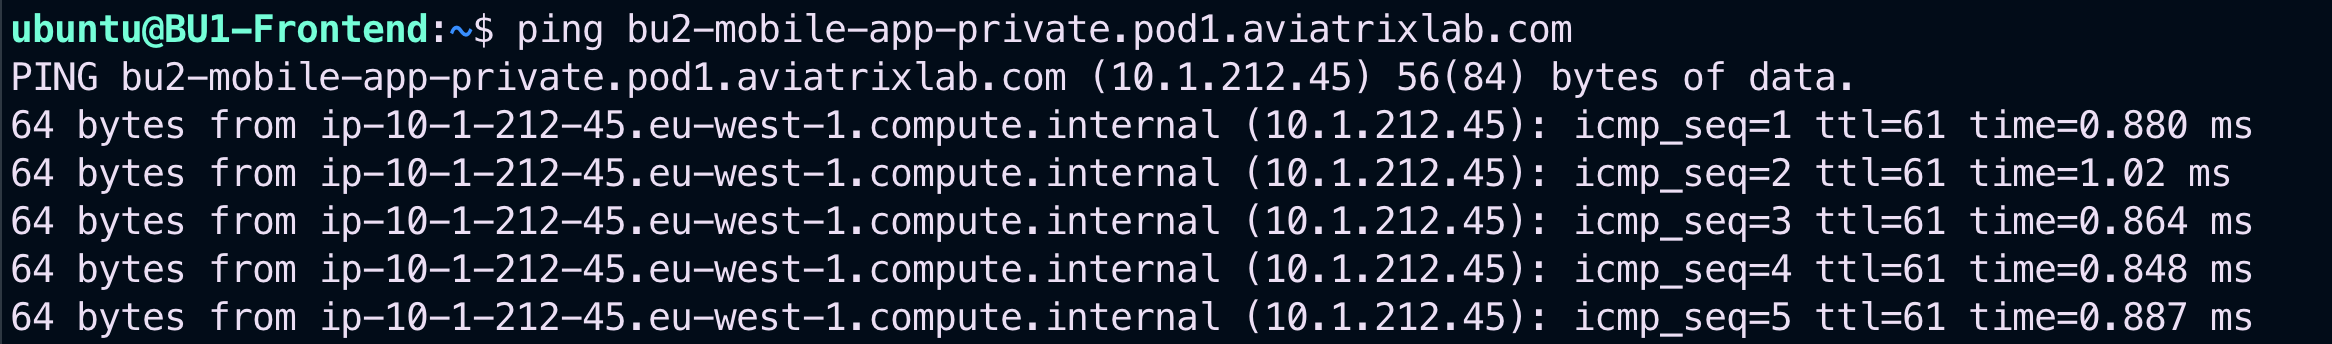 ubuntu@BU1-Frontend:~$ ping bu2-mobile-app-private.pod1.aviatrixlab.com
PING bu2-mobile-app-private.pod1.aviatrixlab.com (10.1.212.45) 56(84) bytes of data.
64 bytes from ip-10-1-212-45.eu-west-1.compute.internal (10.1.212.45): icmp_seq=1 ttl=61 time=0.880 ms
64 bytes from ip-10-1-212-45.eu-west-1.compute.internal (10.1.212.45): icmp_seq=2 ttl=61 time=1.02 ms
64 bytes from ip-10-1-212-45.eu-west-1.compute.internal (10.1.212.45): icmp_seq=3 ttl=61 time=0.864 ms
64 bytes from ip-10-1-212-45.eu-west-1.compute.internal (10.1.212.45): icmp_seq=4 ttl=61 time=0.848 ms
64 bytes from ip-10-1-212-45.eu-west-1.compute.internal (10.1.212.45): icmp_seq=5 ttl=61 time=0.887 ms